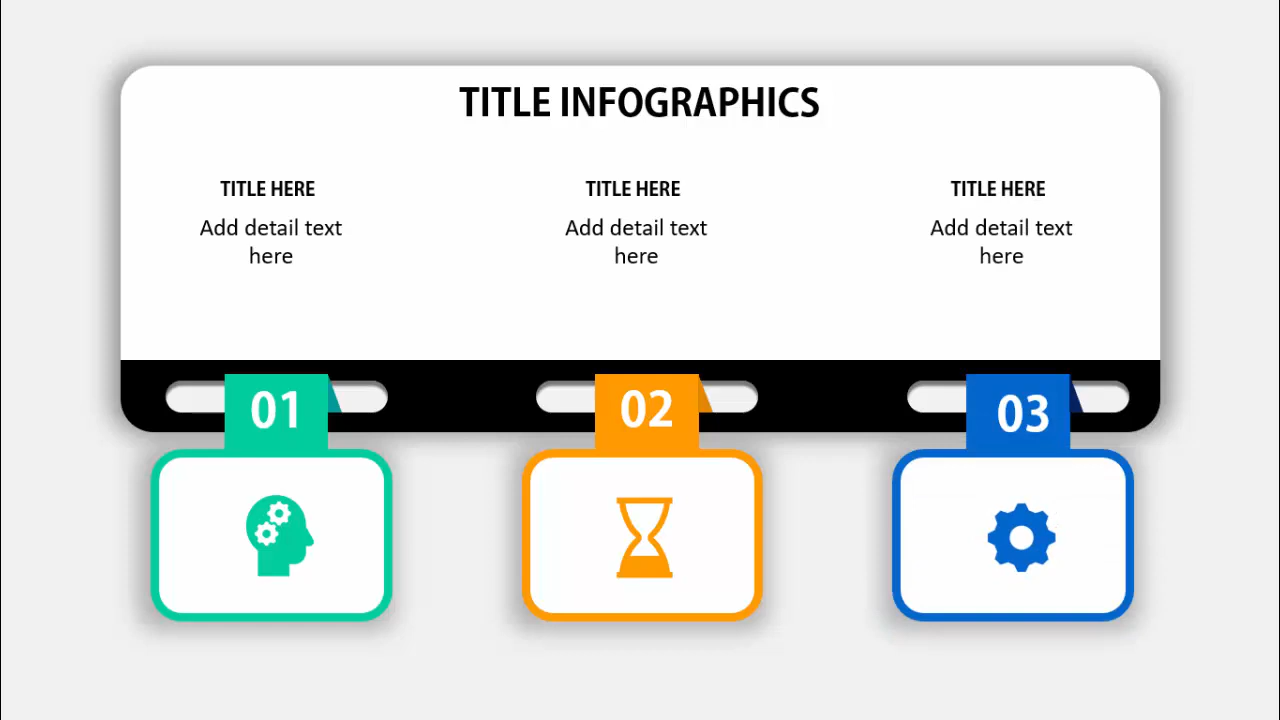 TITLE INFOGRAPHICS
TITLE HERE
Add detail text
here
TITLE HERE
Add detail text
here
TITLE HERE
Add detail text
here
01
02
03